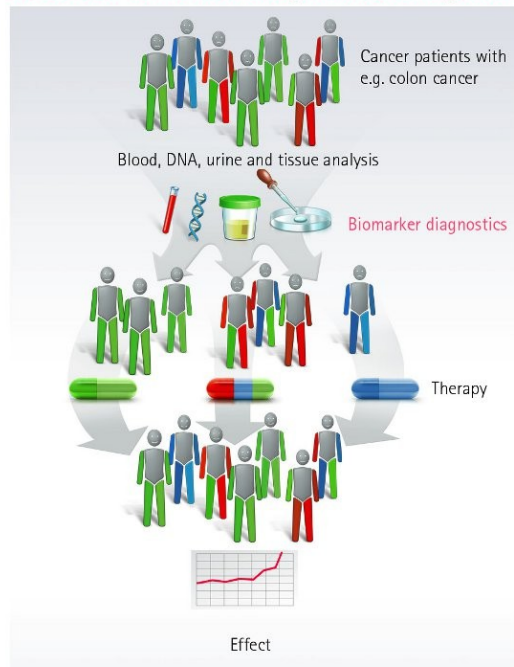 Cancer patients with
e.g. colon cancer
Blood, DNA, urine and tissue analysis
Biomarker diagnostics
Therapy
Effect